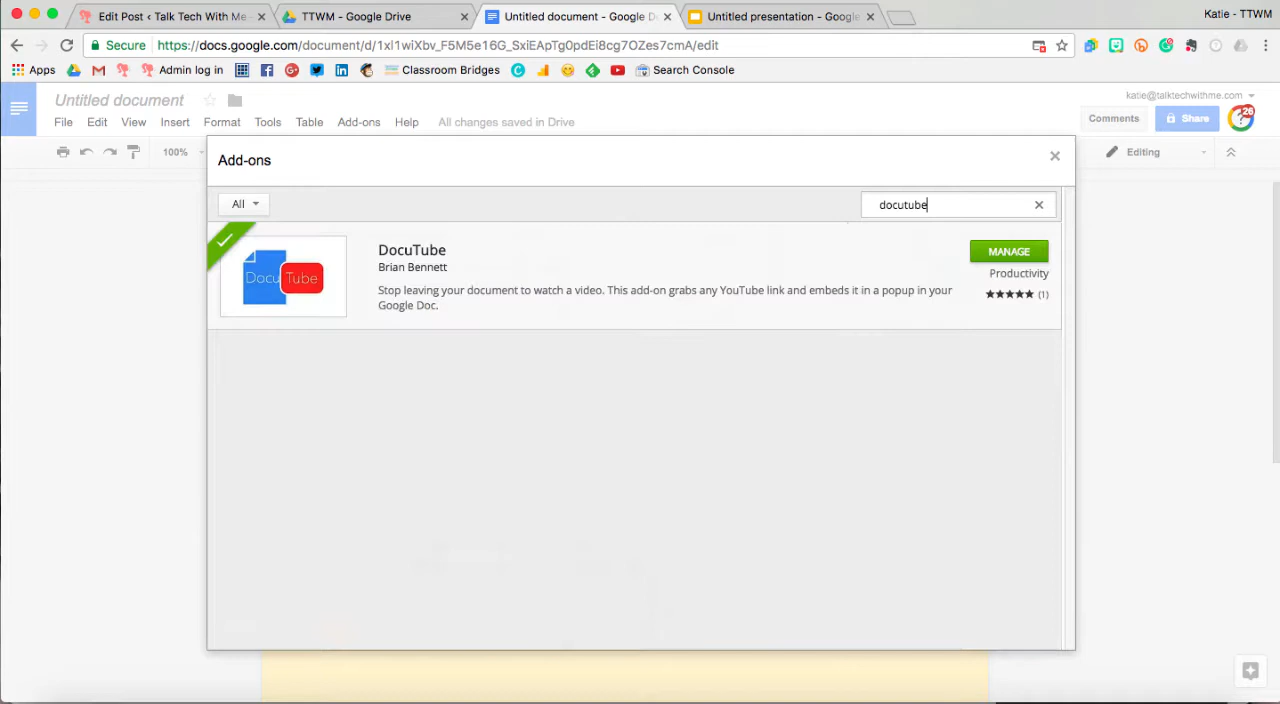 Edit Post ‹ Talk Tech With Me -
TTWM - Google Drive
Untitled document - Google Do
Untitled presentation - Google
Katie - TTWM
Secure
https://docs.google.com/document/d/1xl1wiXbv_F5M5e16G_SxiEApTg0pdEi8cg7OZes7cmA/edit
Apps
Admin log in
Classroom Bridges
Search Console
Untitled document
katie@talktechwithme.com
File Edit View Insert Format Tools Table Add-ons Help All changes saved in Drive
Comments
Share
26
100%
Editing
Add-ons
All
docutube
DocuTube
DocuTube
Brian Bennett
Stop leaving your document to watch a video. This add-on grabs any YouTube link and embeds it in a popup in your
Google Doc.
MANAGE
Productivity
★★★★★ (1)